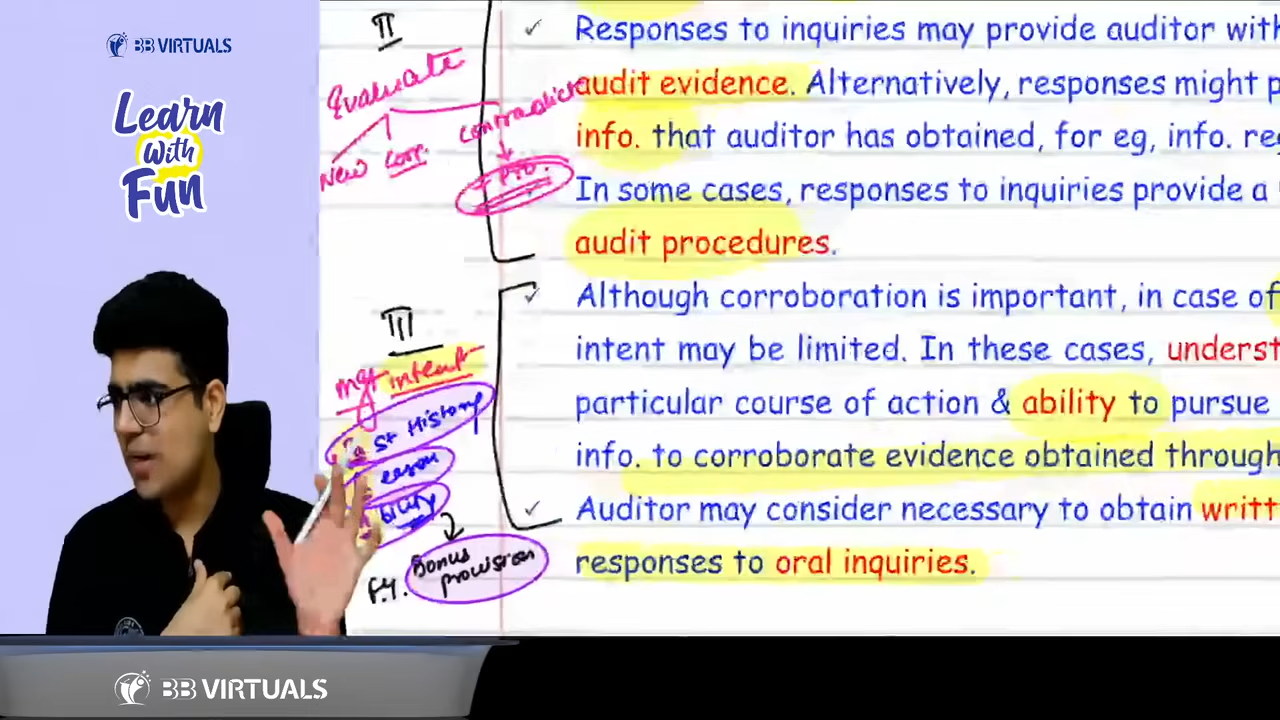 BB VIRTUALS
Learn
With
Fun
II
Evaluate
New Corr. contradict
III
mgt intent
Past History
Reason
Ability
Bonus
provision
✓ Responses to inquiries may provide auditor with
audit evidence. Alternatively, responses might p
info. that auditor has obtained, for eg, info. re
In some cases, responses to inquiries provide a
audit procedures.
✓ Although corroboration is important, in case of
intent may be limited. In these cases, underst
particular course of action & ability to pursue
info. to corroborate evidence obtained through
✓ Auditor may consider necessary to obtain writt
responses to oral inquiries.
BB VIRTUALS